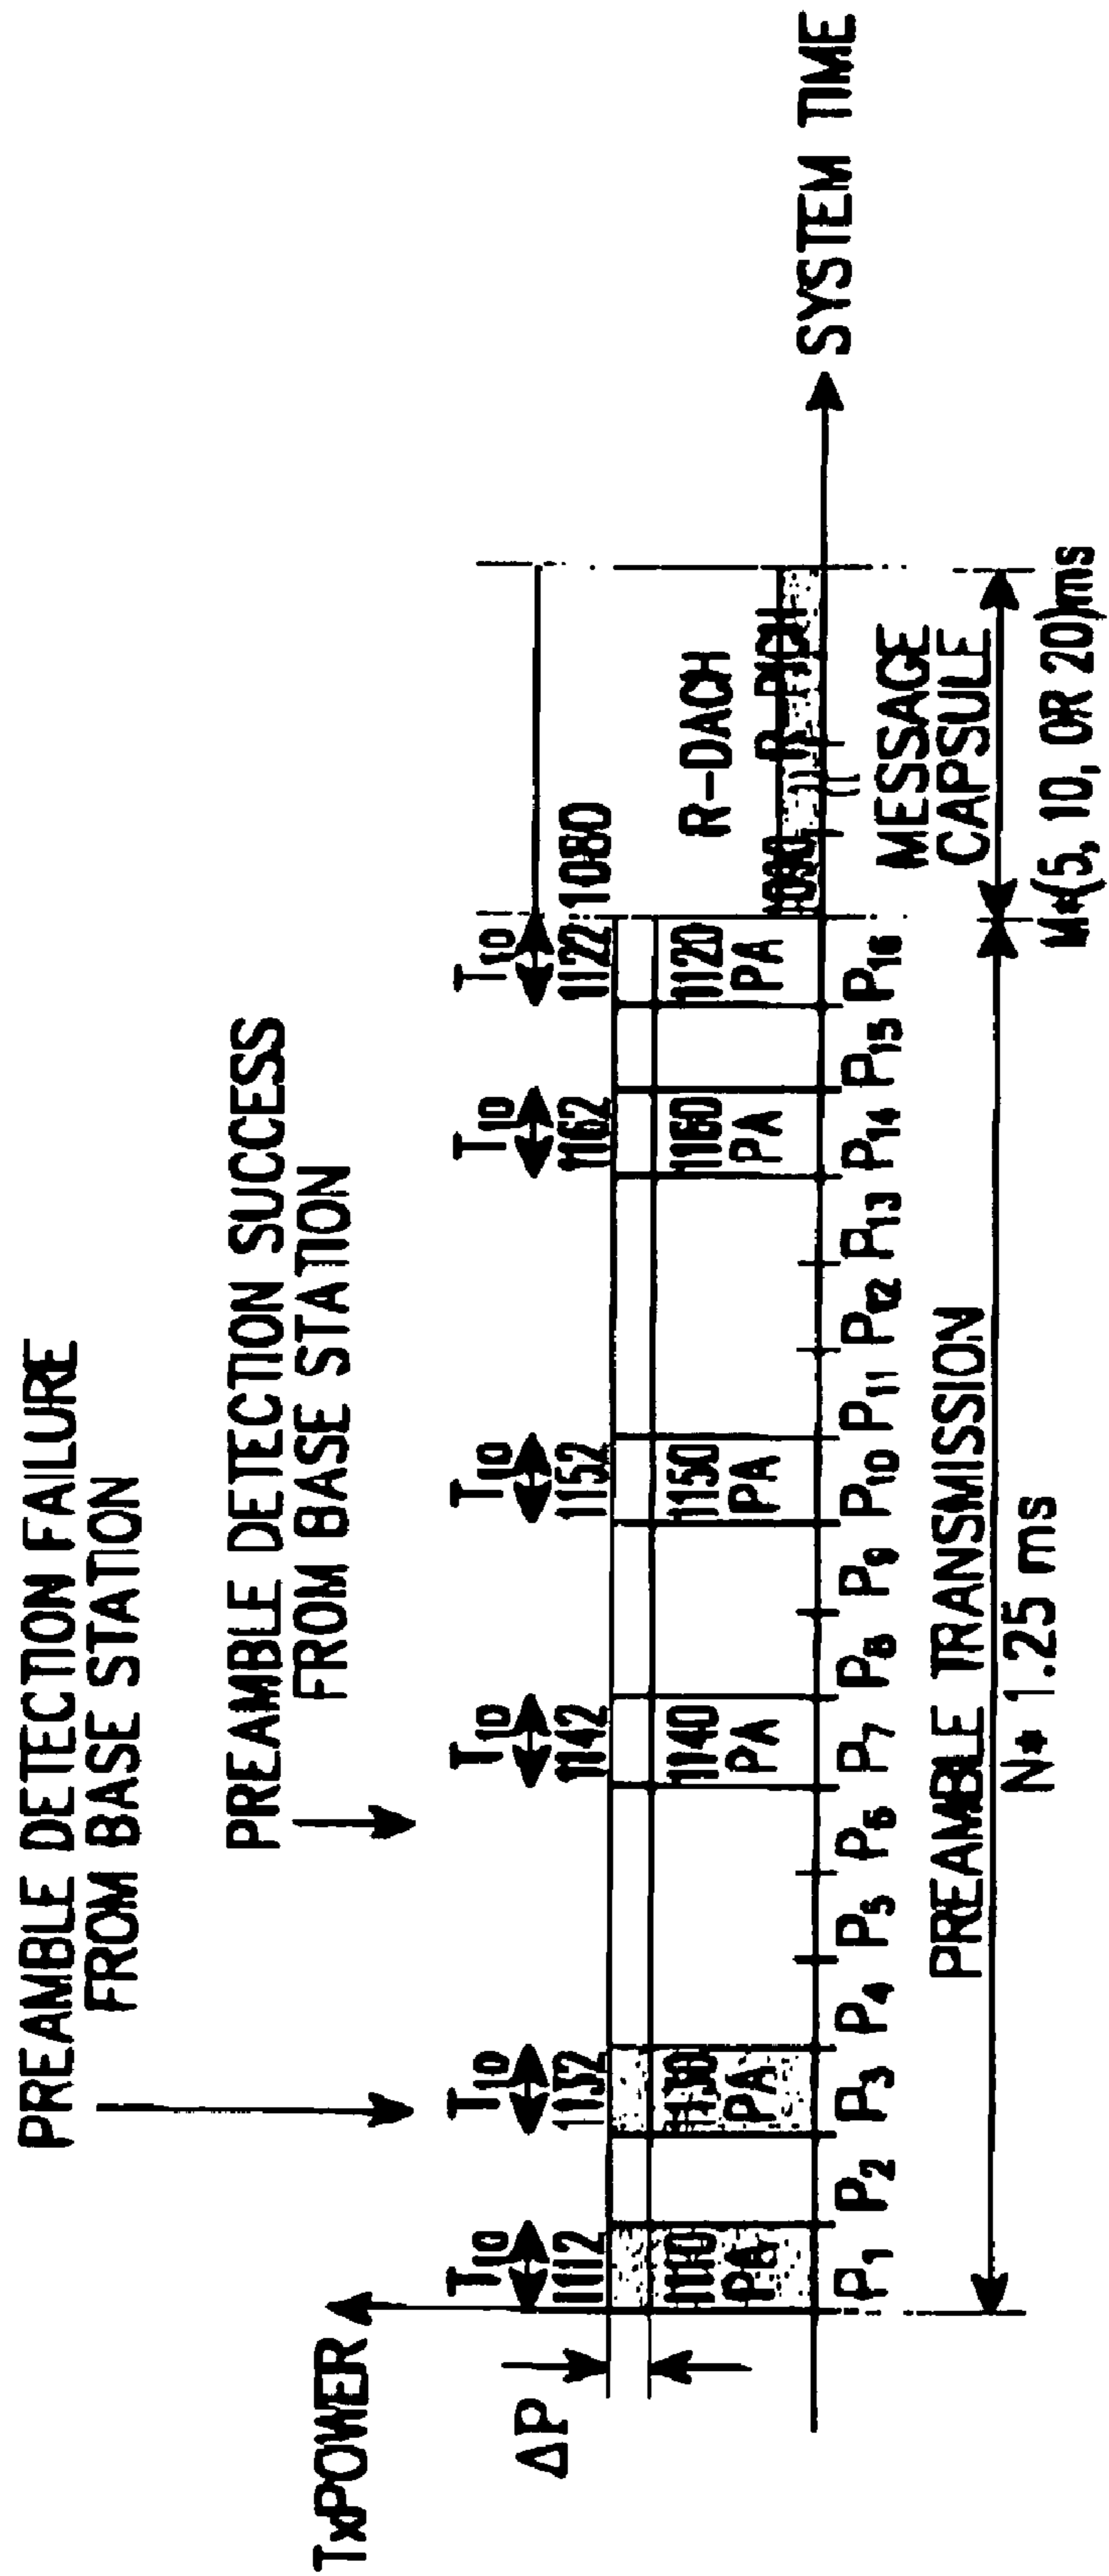 PREAMBLE DETECTION FAILURE
FROM BASE STATION
PREAMBLE DETECTION SUCCESS
FROM BASE STATION
TxPOWER
ΔP
T10 T10 T10 T10 T10 T10
1112 1132 1142 1152 1162 1122 1080
1110 1130 1140 1150 1160 1120
PA PA PA PA PA PA
R-DACH
R-PICH
1090
SYSTEM TIME
P1 P2 P3 P4 P5 P6 P7 P8 P9 P10 P11 P12 P13 P14 P15 P16
MESSAGE
CAPSULE
PREAMBLE TRANSMISSION
N* 1.25 ms
M*(5, 10, OR 20)ms